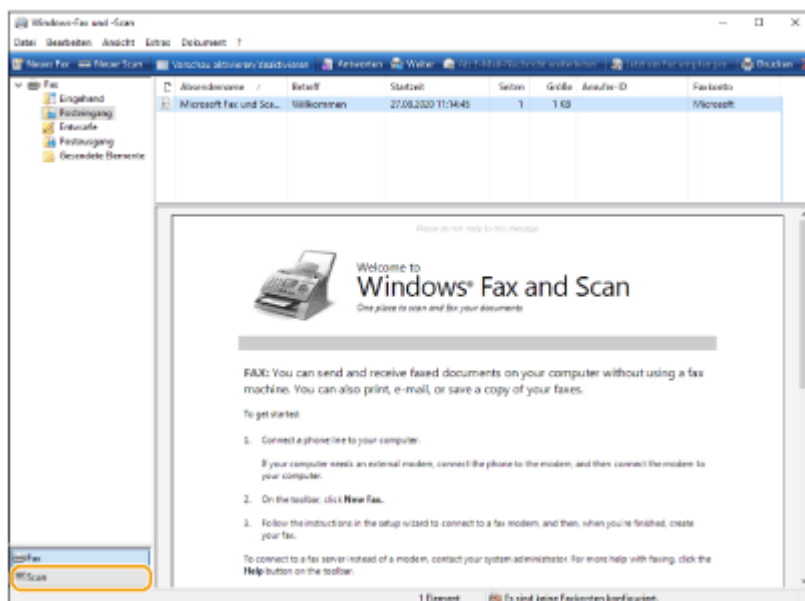 Windows-Fax und -Scan
Datei Bearbeiten Ansicht Extras Dokument ?
Neues Fax Neuer Scan Vorschau aktivieren/deaktivieren Antworten Weiter Drucken
Fax
Eingehend
Posteingang
Entwürfe
Postausgang
Gesendete Elemente
Absendername Betreff Startzeit Seiten Größe Anrufer-ID Faxkonto
Microsoft Fax und Sca... Willkommen 27.08.2020 11:14:45 1 1 KB Microsoft
Please do not reply to this message.
Welcome to
Windows® Fax and Scan
One place to scan and fax your documents
FAX: You can send and receive faxed documents on your computer without using a fax
machine. You can also print, e-mail, or save a copy of your faxes.
To get started:
1. Connect a phone line to your computer.
If your computer needs an external modem, connect the phone to the modem, and then connect the modem to
your computer.
2. On the toolbar, click New Fax.
3. Follow the instructions in the setup wizard to connect to a fax modem, and then, when you're finished, create
your fax.
To connect to a fax server instead of a modem, contact your system administrator. For more help with faxing, click the
Help button on the toolbar.
Fax
Scan
1 Element Es sind keine Faxkonten konfiguriert.